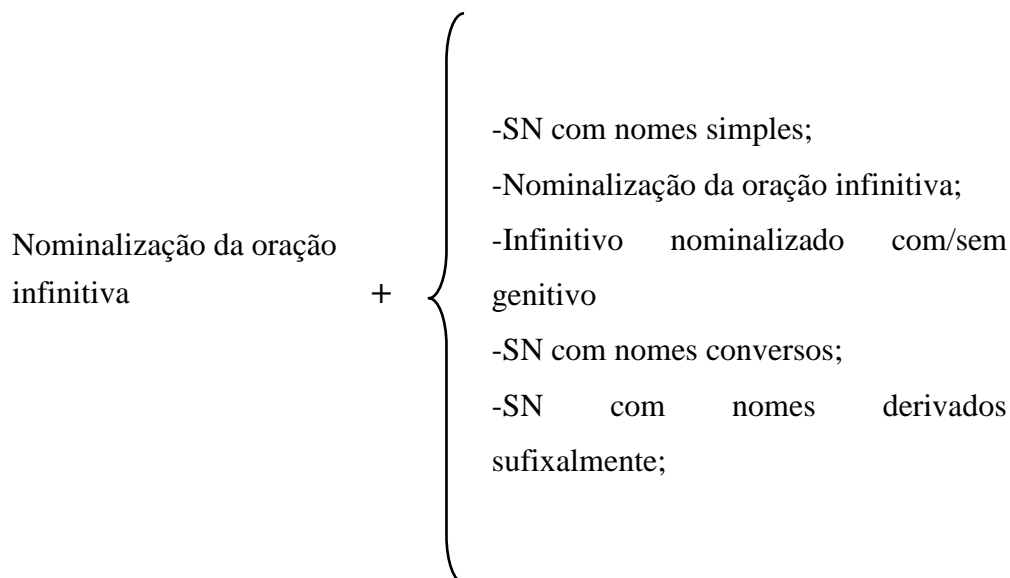 -SN com nomes simples;
-Nominalização da oração infinitiva;
-Infinitivo nominalizado com/sem
genitivo
-SN com nomes conversos;
-SN com nomes derivados
sufixalmente;
Nominalização da oração
infinitiva +